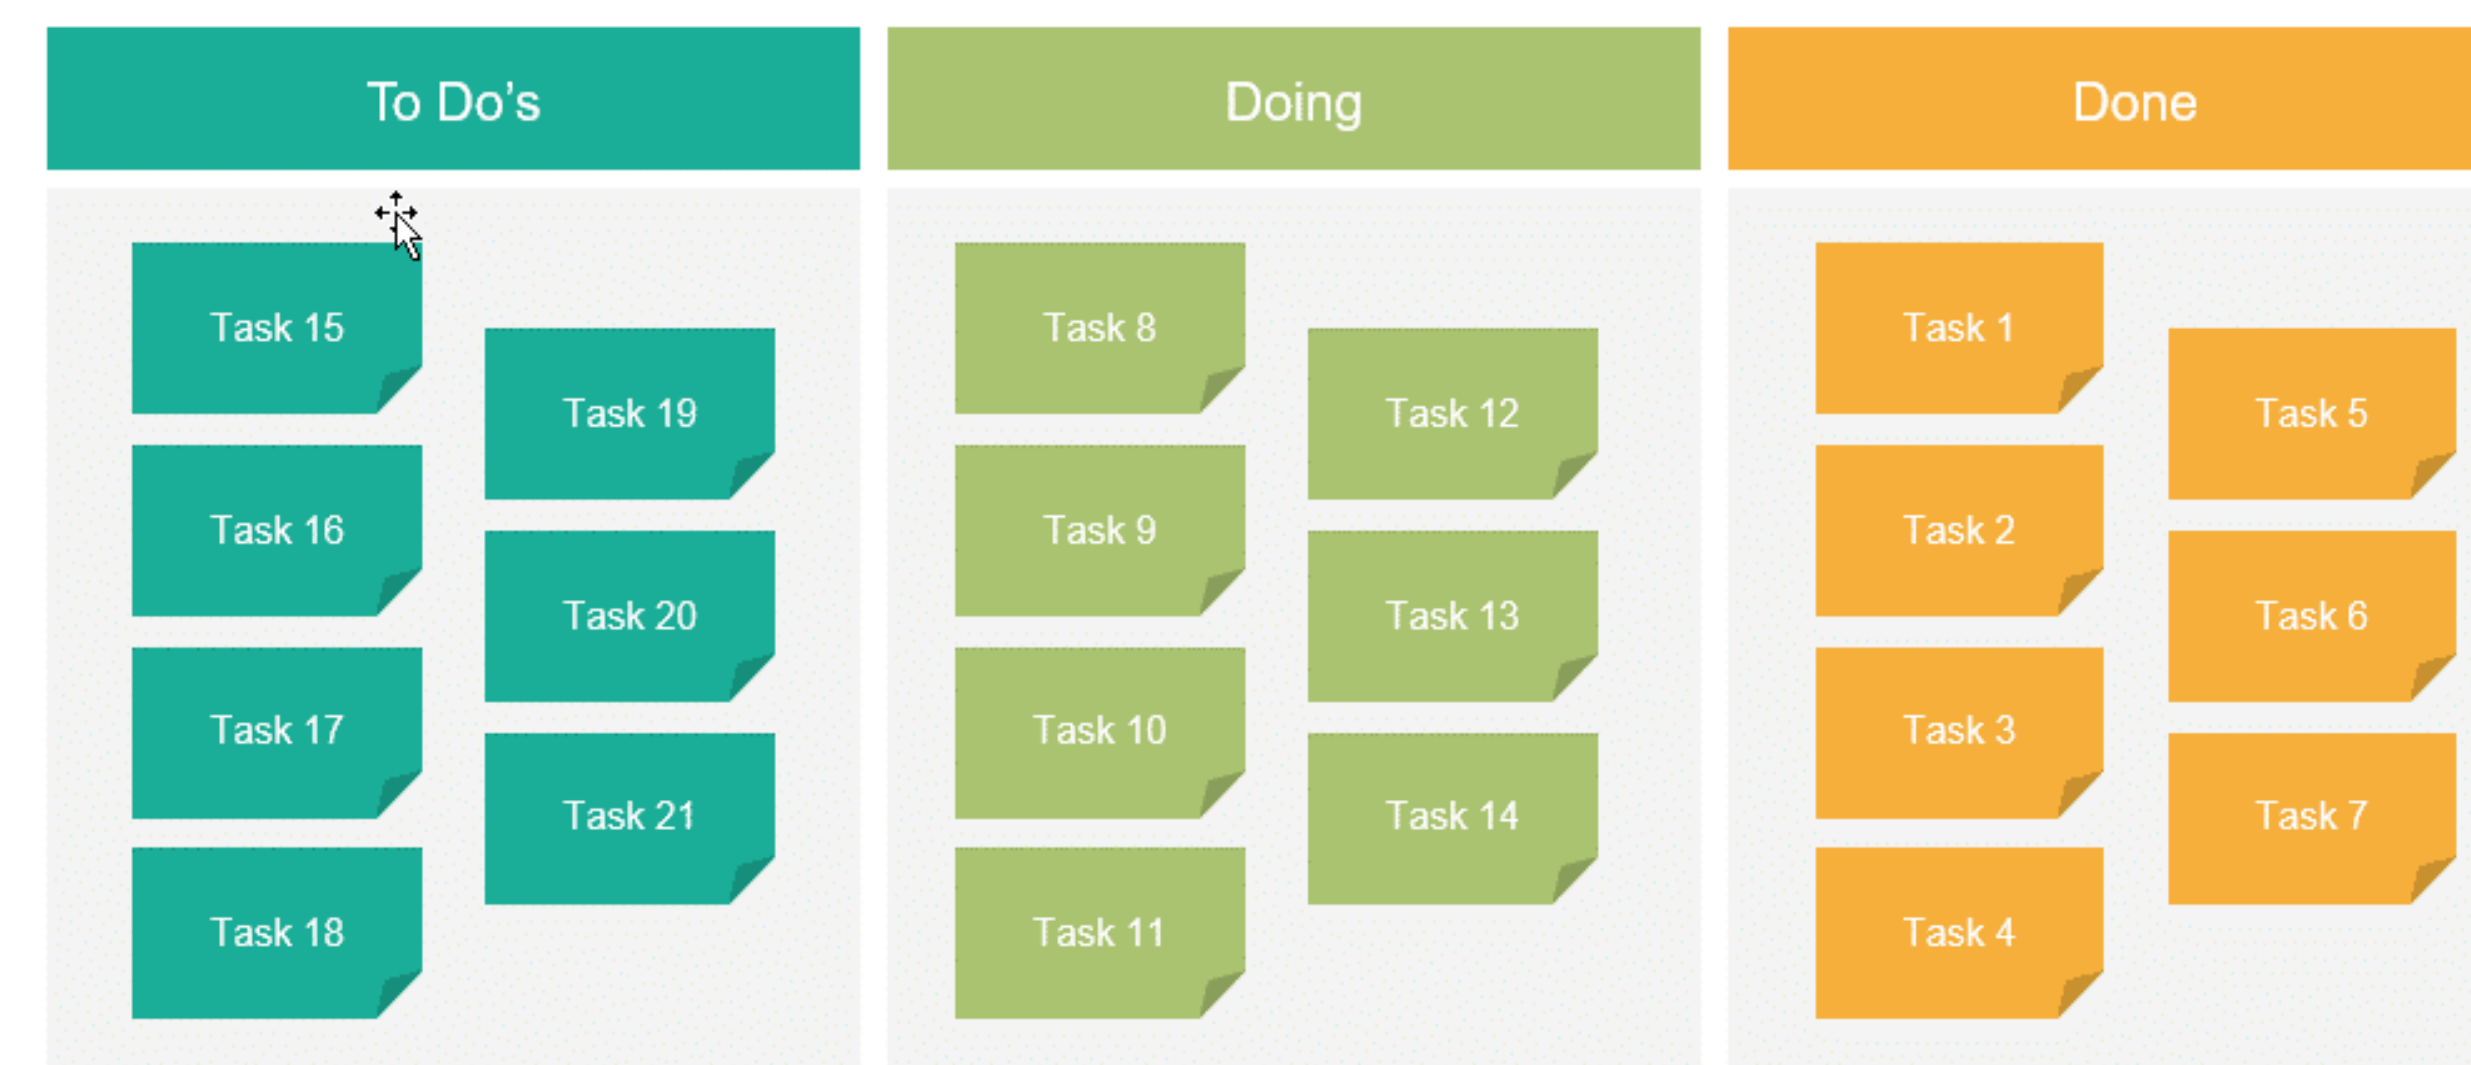 To Do’s
Task 15
Task 16
Task 17
Task 18
Task 19
Task 20
Task 21
Doing
Task 8
Task 9
Task 10
Task 11
Task 12
Task 13
Task 14
Done
Task 1
Task 2
Task 3
Task 4
Task 5
Task 6
Task 7